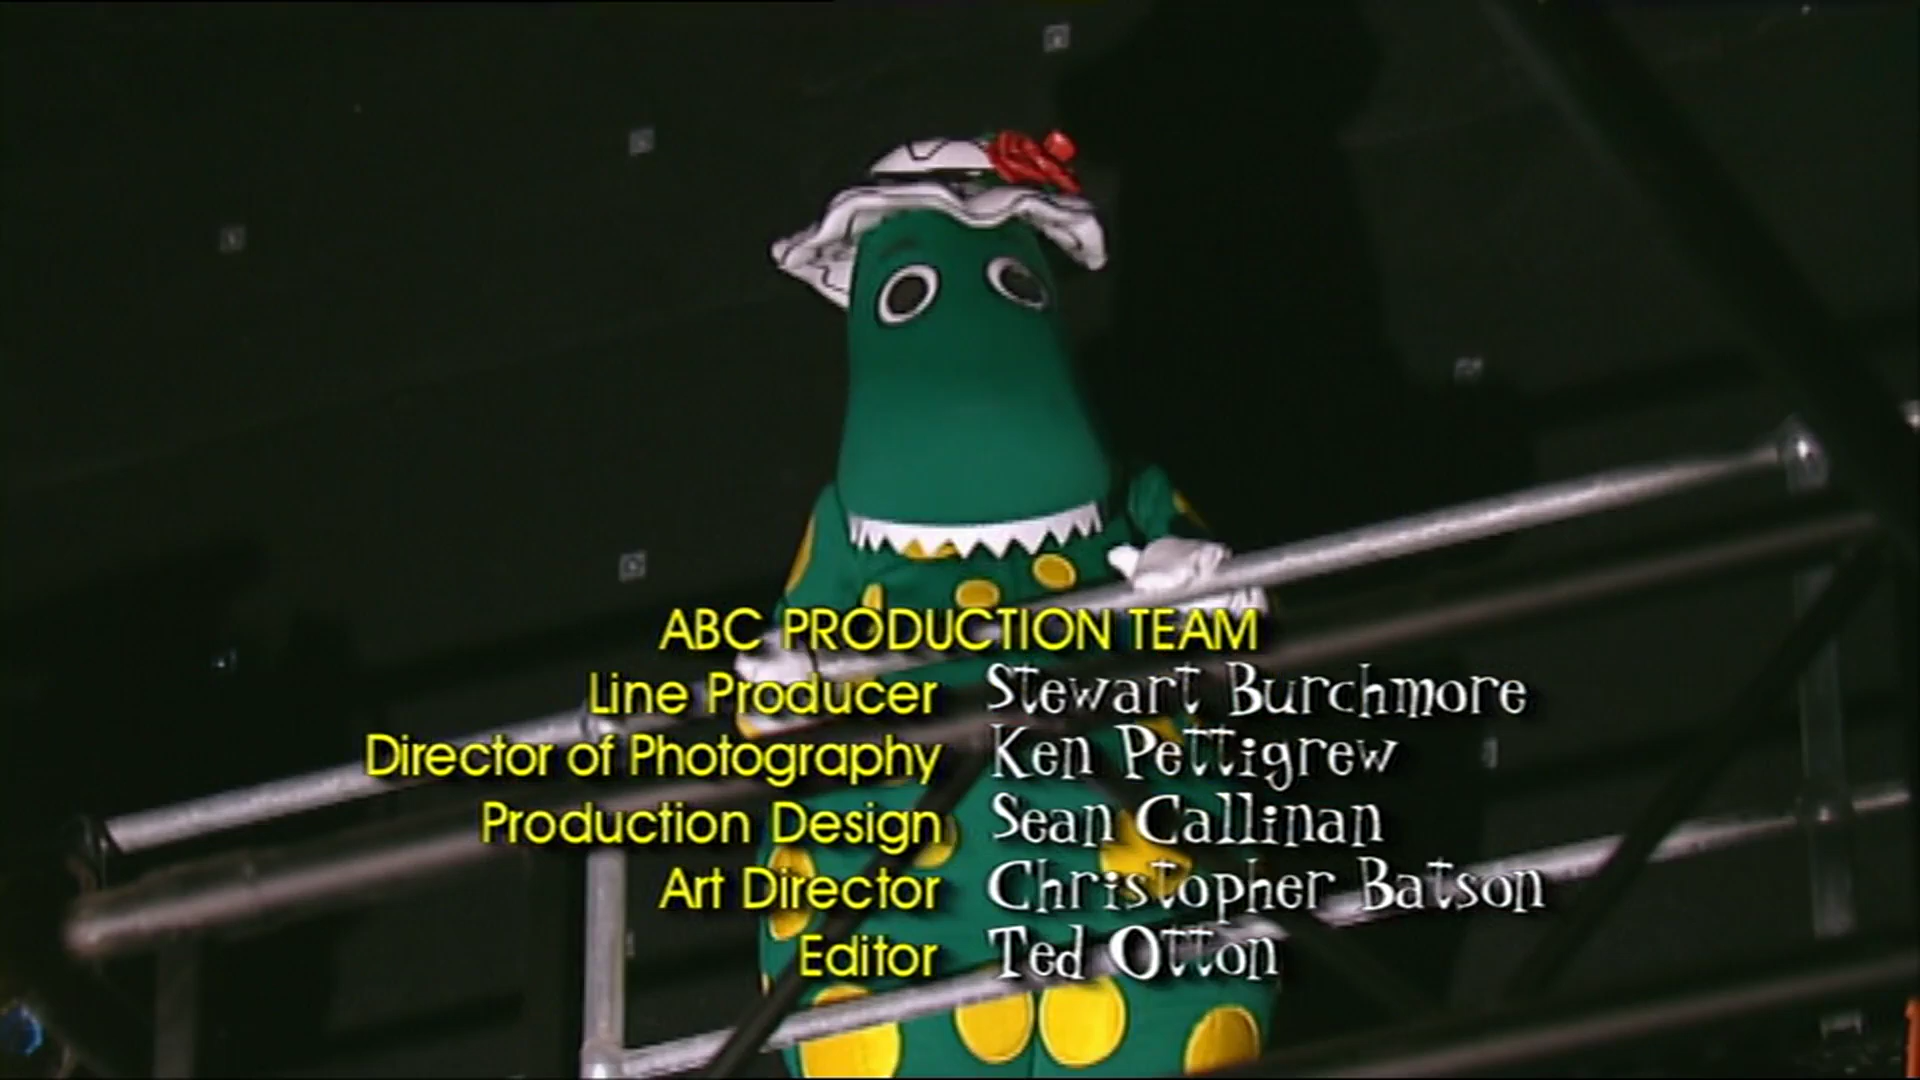 ABC PRODUCTION TEAM
Line Producer Stewart Burchmore
Director of Photography Ken Pettigrew
Production Design Sean Callinan
Art Director Christopher Batson
Editor Ted Otton